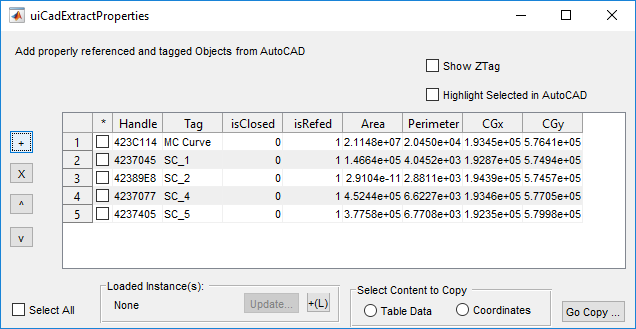 uiCadExtractProperties
Add properly referenced and tagged Objects from AutoCAD
Show ZTag
Highlight Selected in AutoCAD
* Handle Tag isClosed isRefed Area Perimeter CGx CGy
1 423C114 MC Curve 0 1 2.1148e+07 2.0450e+04 1.9345e+05 5.7641e+05
2 4237045 SC_1 0 1 1.4664e+05 4.0452e+03 1.9287e+05 5.7494e+05
3 42389E8 SC_2 0 1 2.9104e-11 2.8811e+03 1.9439e+05 5.7457e+05
4 4237077 SC_4 0 1 4.5244e+05 6.6227e+03 1.9346e+05 5.7705e+05
5 4237405 SC_5 0 1 3.7758e+05 6.7708e+03 1.9235e+05 5.7998e+05
+
X
^
v
Loaded Instance(s):
None
Update...
+(L)
Select Content to Copy
Table Data
Coordinates
Select All
Go Copy ...